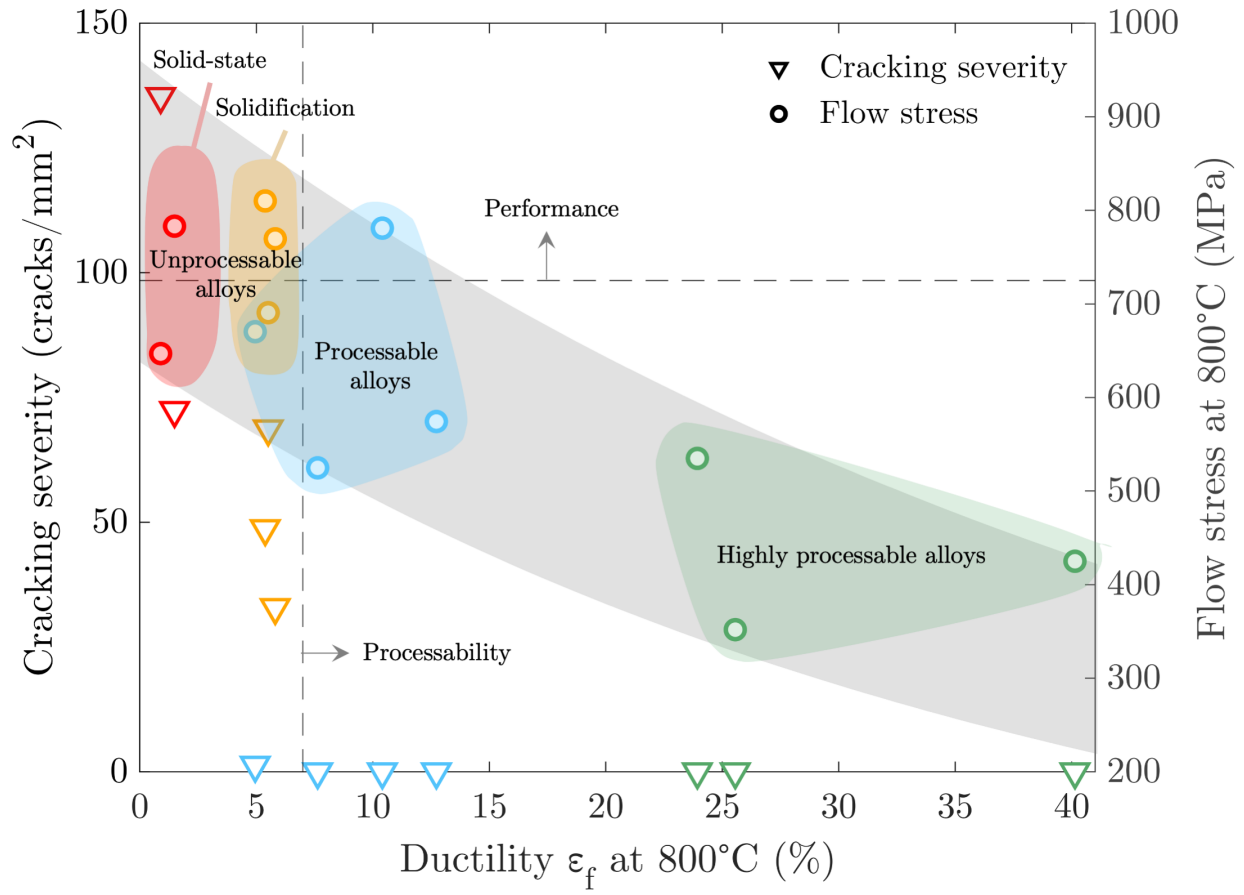 150
1000
Solid-state
Cracking severity
Solidification
Flow stress
900
Performance
800
Unprocessable
alloys
100
700
Processable
alloys
600
50
500
Highly processable alloys
400
Processability
300
0
200
0 5 10 15 20 25 30 35 40
Ductility ε_f at 800°C (%)
Cracking severity (cracks/mm²)
Flow stress at 800°C (MPa)